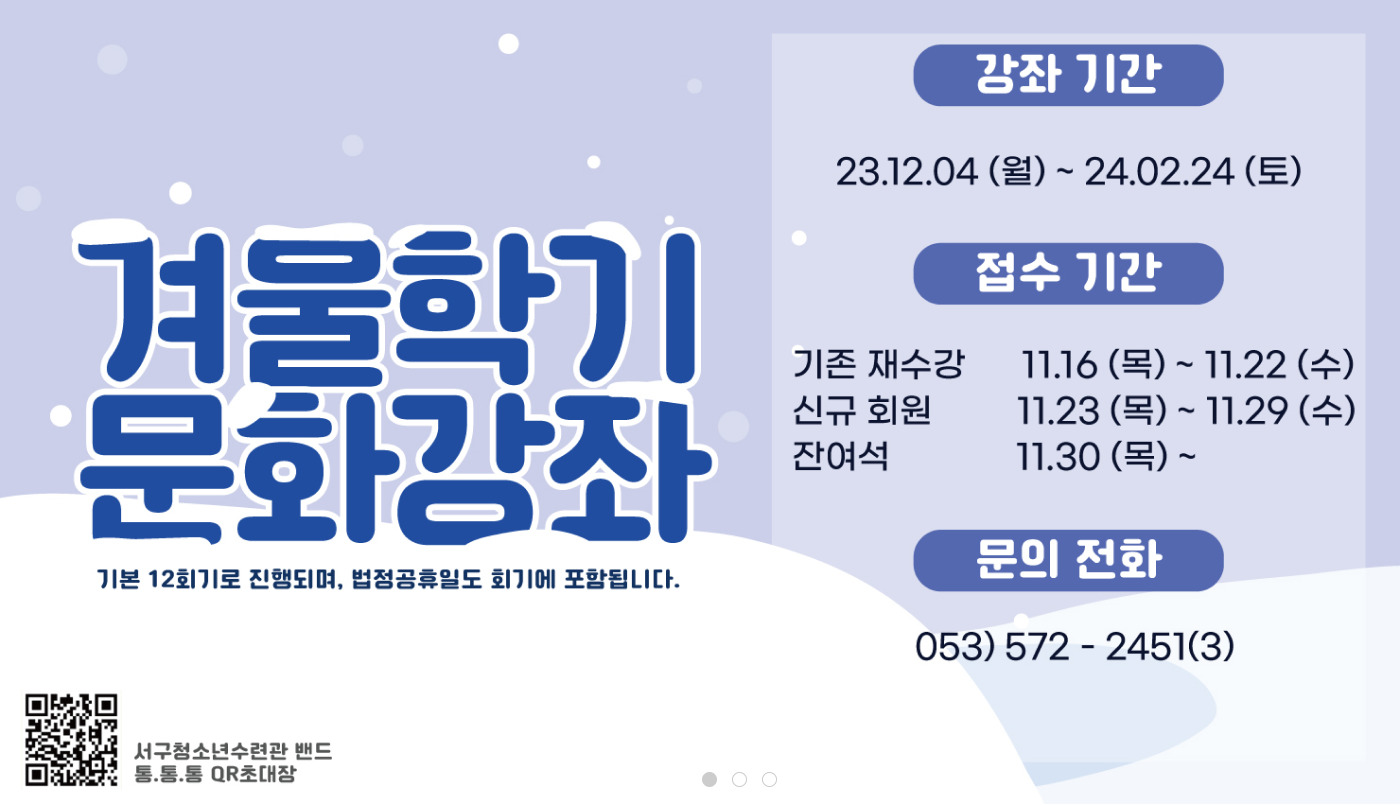 겨울학기
문화강좌
기본 12회기로 진행되며, 법정공휴일도 회기에 포함됩니다.
강좌 기간
23.12.04 (월) ~ 24.02.24 (토)
접수 기간
기존 재수강 11.16 (목) ~ 11.22 (수)
신규 회원 11.23 (목) ~ 11.29 (수)
잔여석 11.30 (목) ~
문의 전화
053) 572 - 2451(3)
서구청소년수련관 밴드
통.통.통 QR초대장